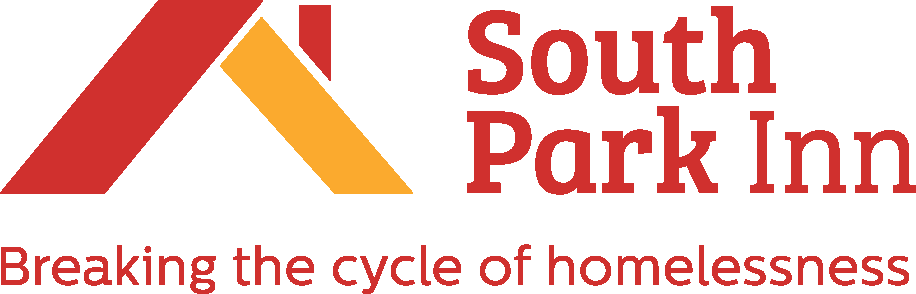 South
Park Inn
Breaking the cycle of homelessness